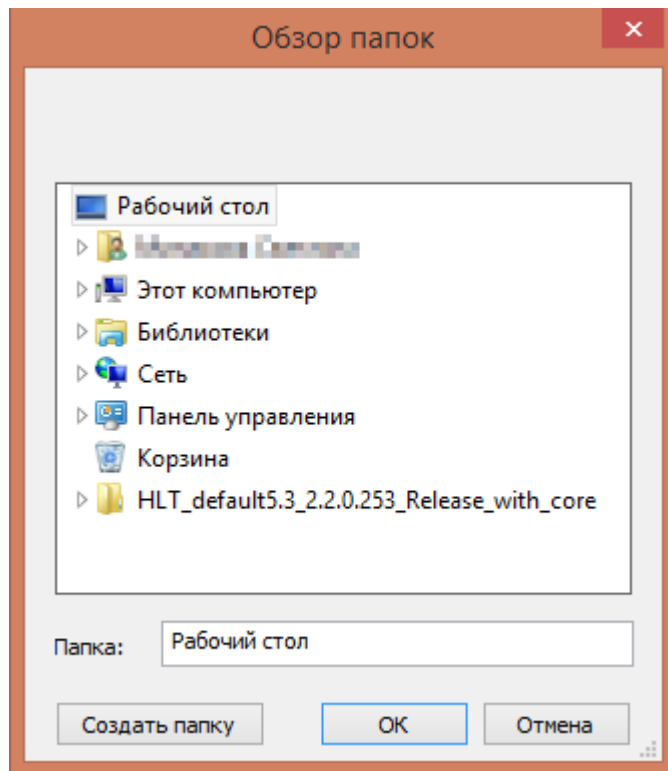 Обзор папок
Рабочий стол
Этот компьютер
Библиотеки
Сеть
Панель управления
Корзина
HLT_default5.3_2.2.0.253_Release_with_core
Папка: Рабочий стол
Создать папку ОК Отмена